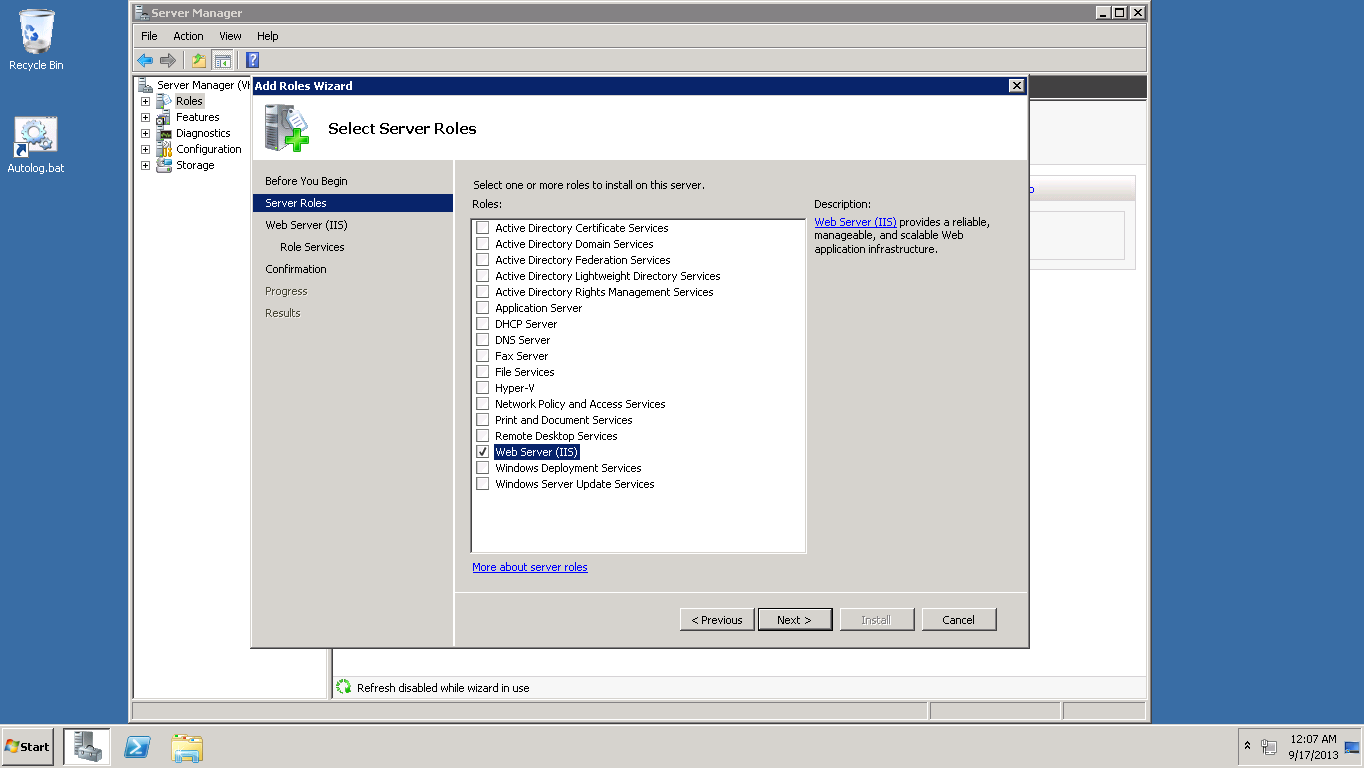 Recycle Bin
Autolog.bat
Server Manager
File Action View Help
Server Manager (VH
Roles
Features
Diagnostics
Configuration
Storage
Add Roles Wizard
Select Server Roles
Before You Begin
Server Roles
Web Server (IIS)
Role Services
Confirmation
Progress
Results
Select one or more roles to install on this server.
Roles:
Active Directory Certificate Services
Active Directory Domain Services
Active Directory Federation Services
Active Directory Lightweight Directory Services
Active Directory Rights Management Services
Application Server
DHCP Server
DNS Server
Fax Server
File Services
Hyper-V
Network Policy and Access Services
Print and Document Services
Remote Desktop Services
Web Server (IIS)
Windows Deployment Services
Windows Server Update Services
More about server roles
Description:
Web Server (IIS) provides a reliable,
manageable, and scalable Web
application infrastructure.
< Previous Next > Install Cancel
Refresh disabled while wizard in use
Start
12:07 AM
9/17/2013